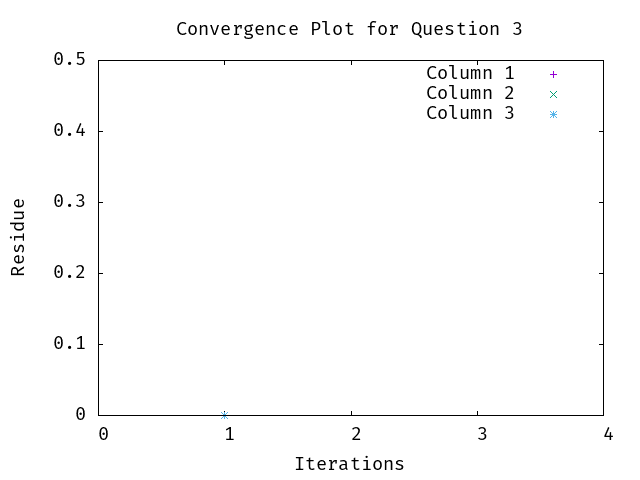 Convergence Plot for Question 3
0.5
0.4
0.3
0.2
0.1
0
Residue
Column 1
Column 2
Column 3
0 1 2 3 4
Iterations